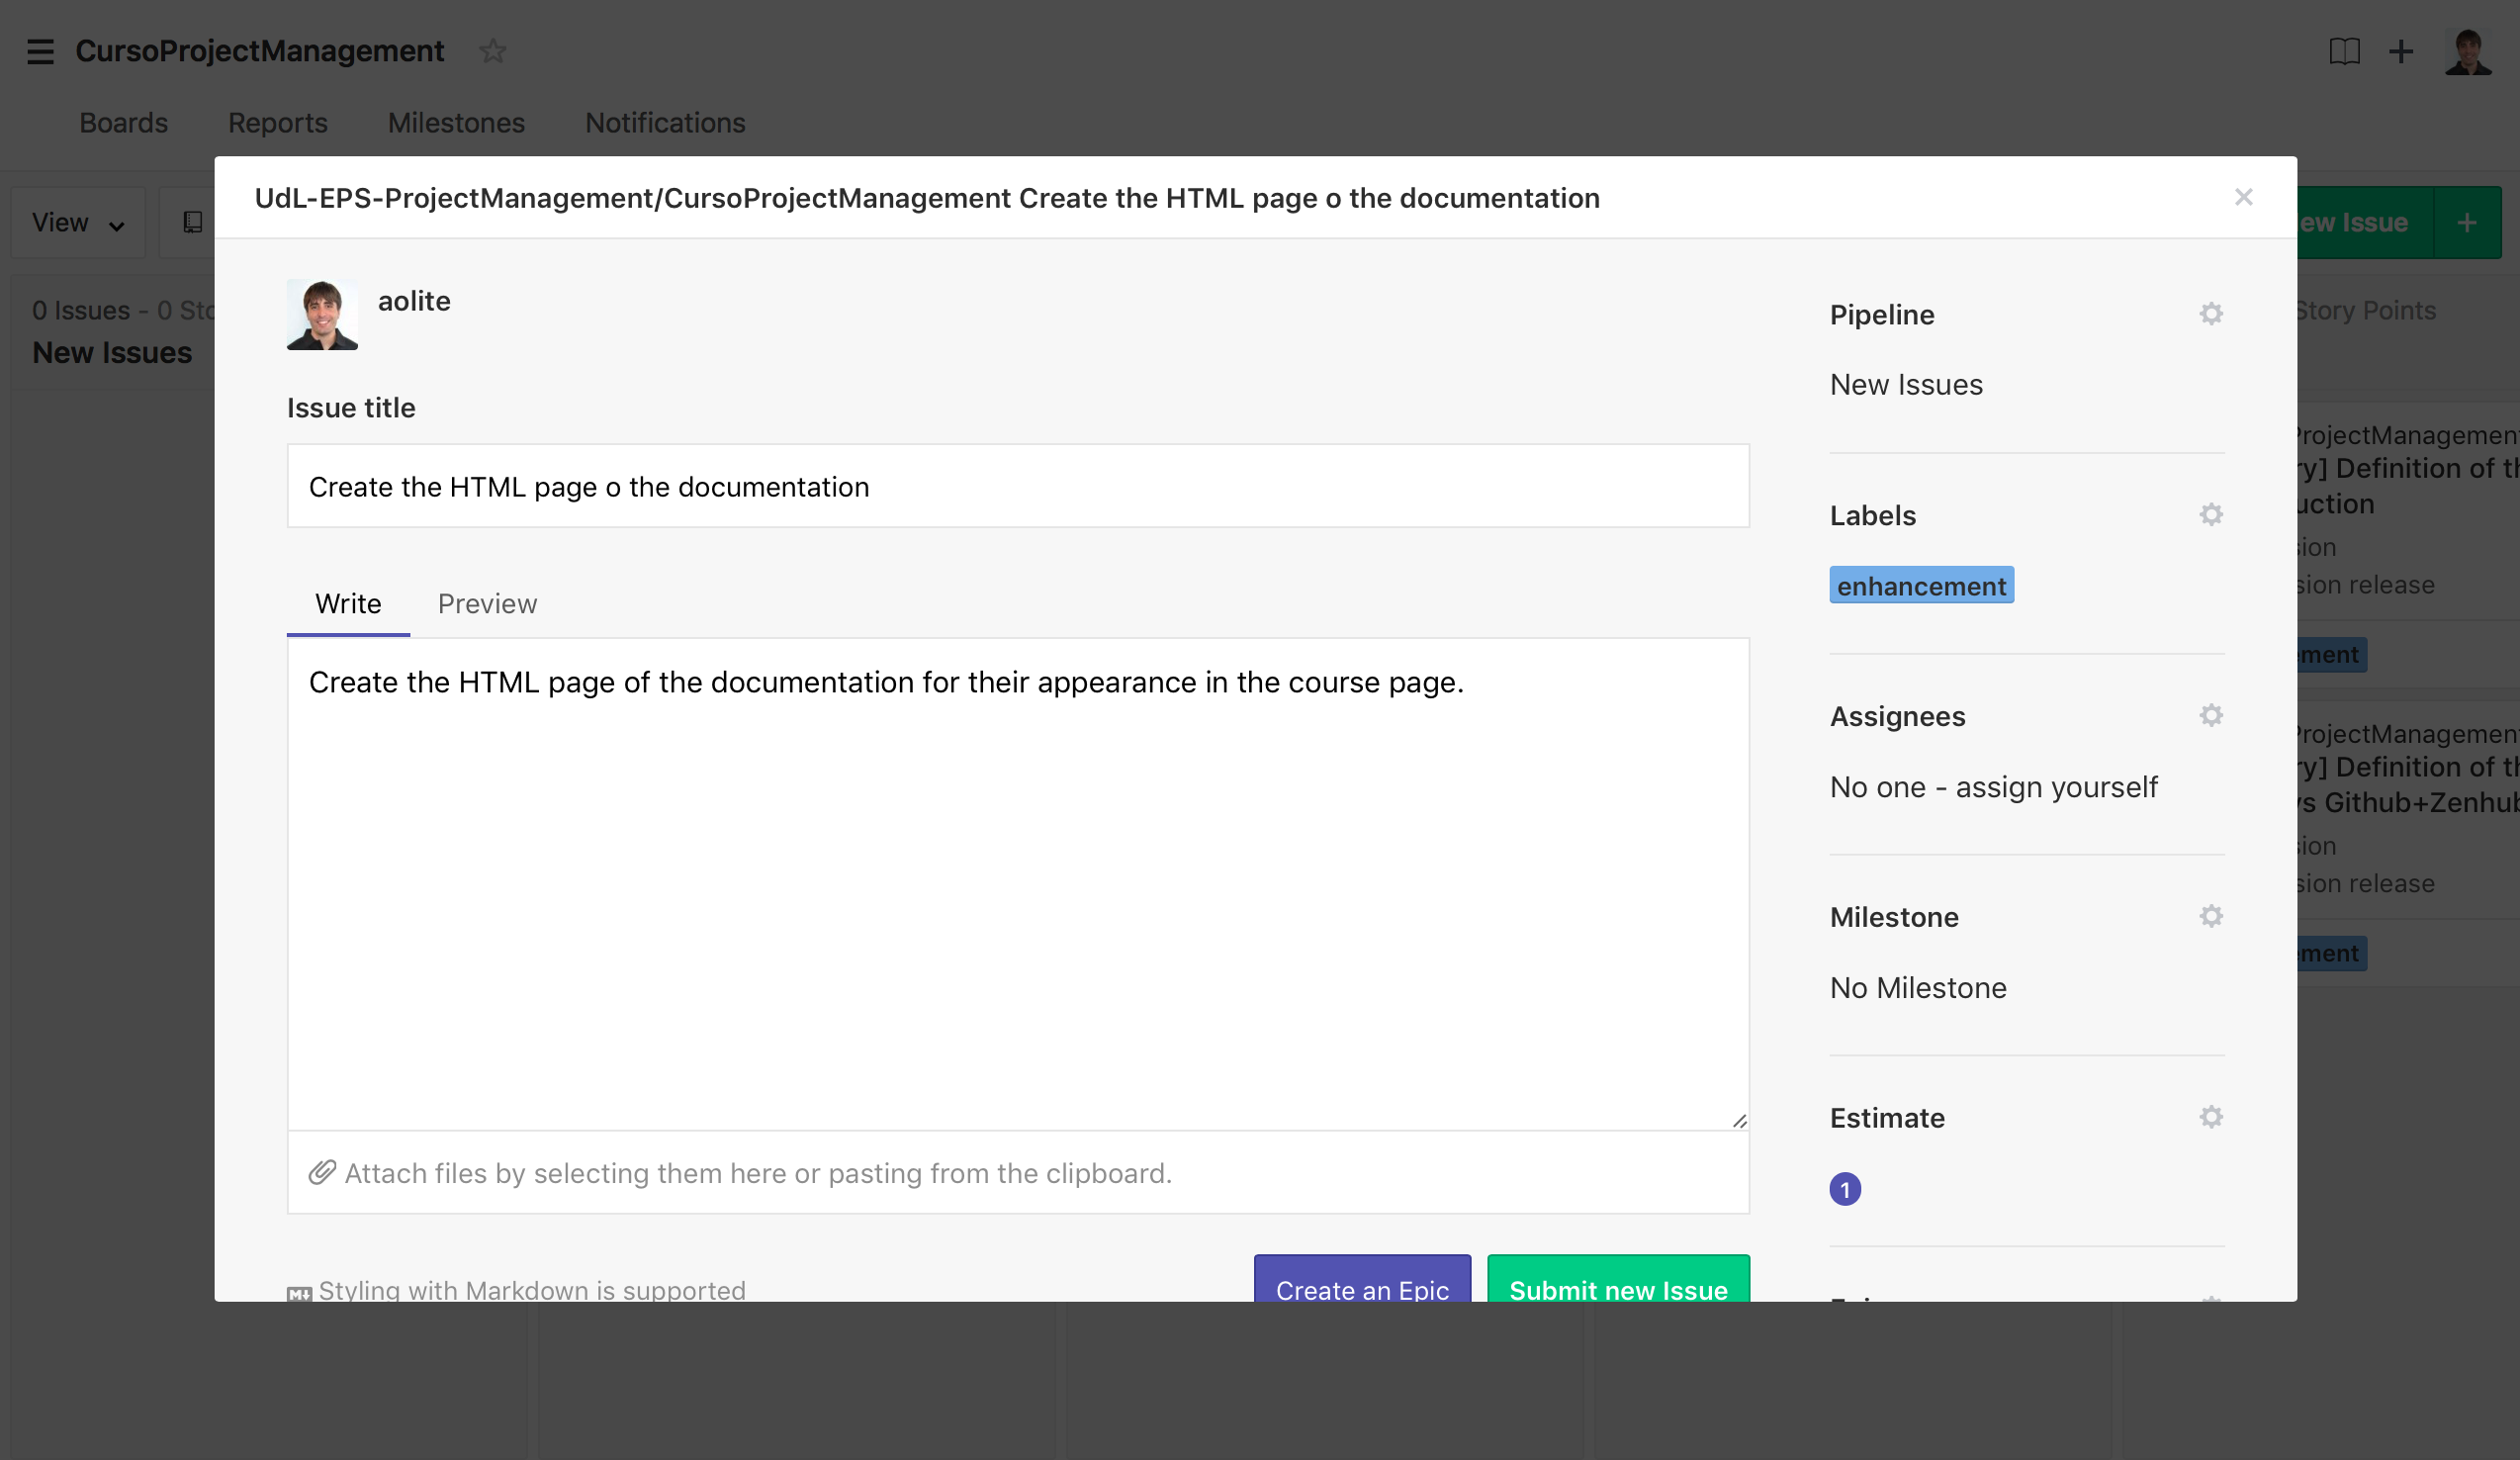 CursoProjectManagement
Boards Reports Milestones Notifications
UdL-EPS-ProjectManagement/CursoProjectManagement Create the HTML page o the documentation
View
ew Issue
aolite
0 Issues - 0 Sto
New Issues
Issue title
Create the HTML page o the documentation
Write Preview
Create the HTML page of the documentation for their appearance in the course page.
Attach files by selecting them here or pasting from the clipboard.
Styling with Markdown is supported
Create an Epic
Submit new Issue
Pipeline
New Issues
Labels
enhancement
Assignees
No one - assign yourself
Milestone
No Milestone
Estimate
1
Story Points
ProjectManagement
ry] Definition of th
uction
sion
sion release
ement
ProjectManagement
ry] Definition of th
vs Github+Zenhub
sion
sion release
ement